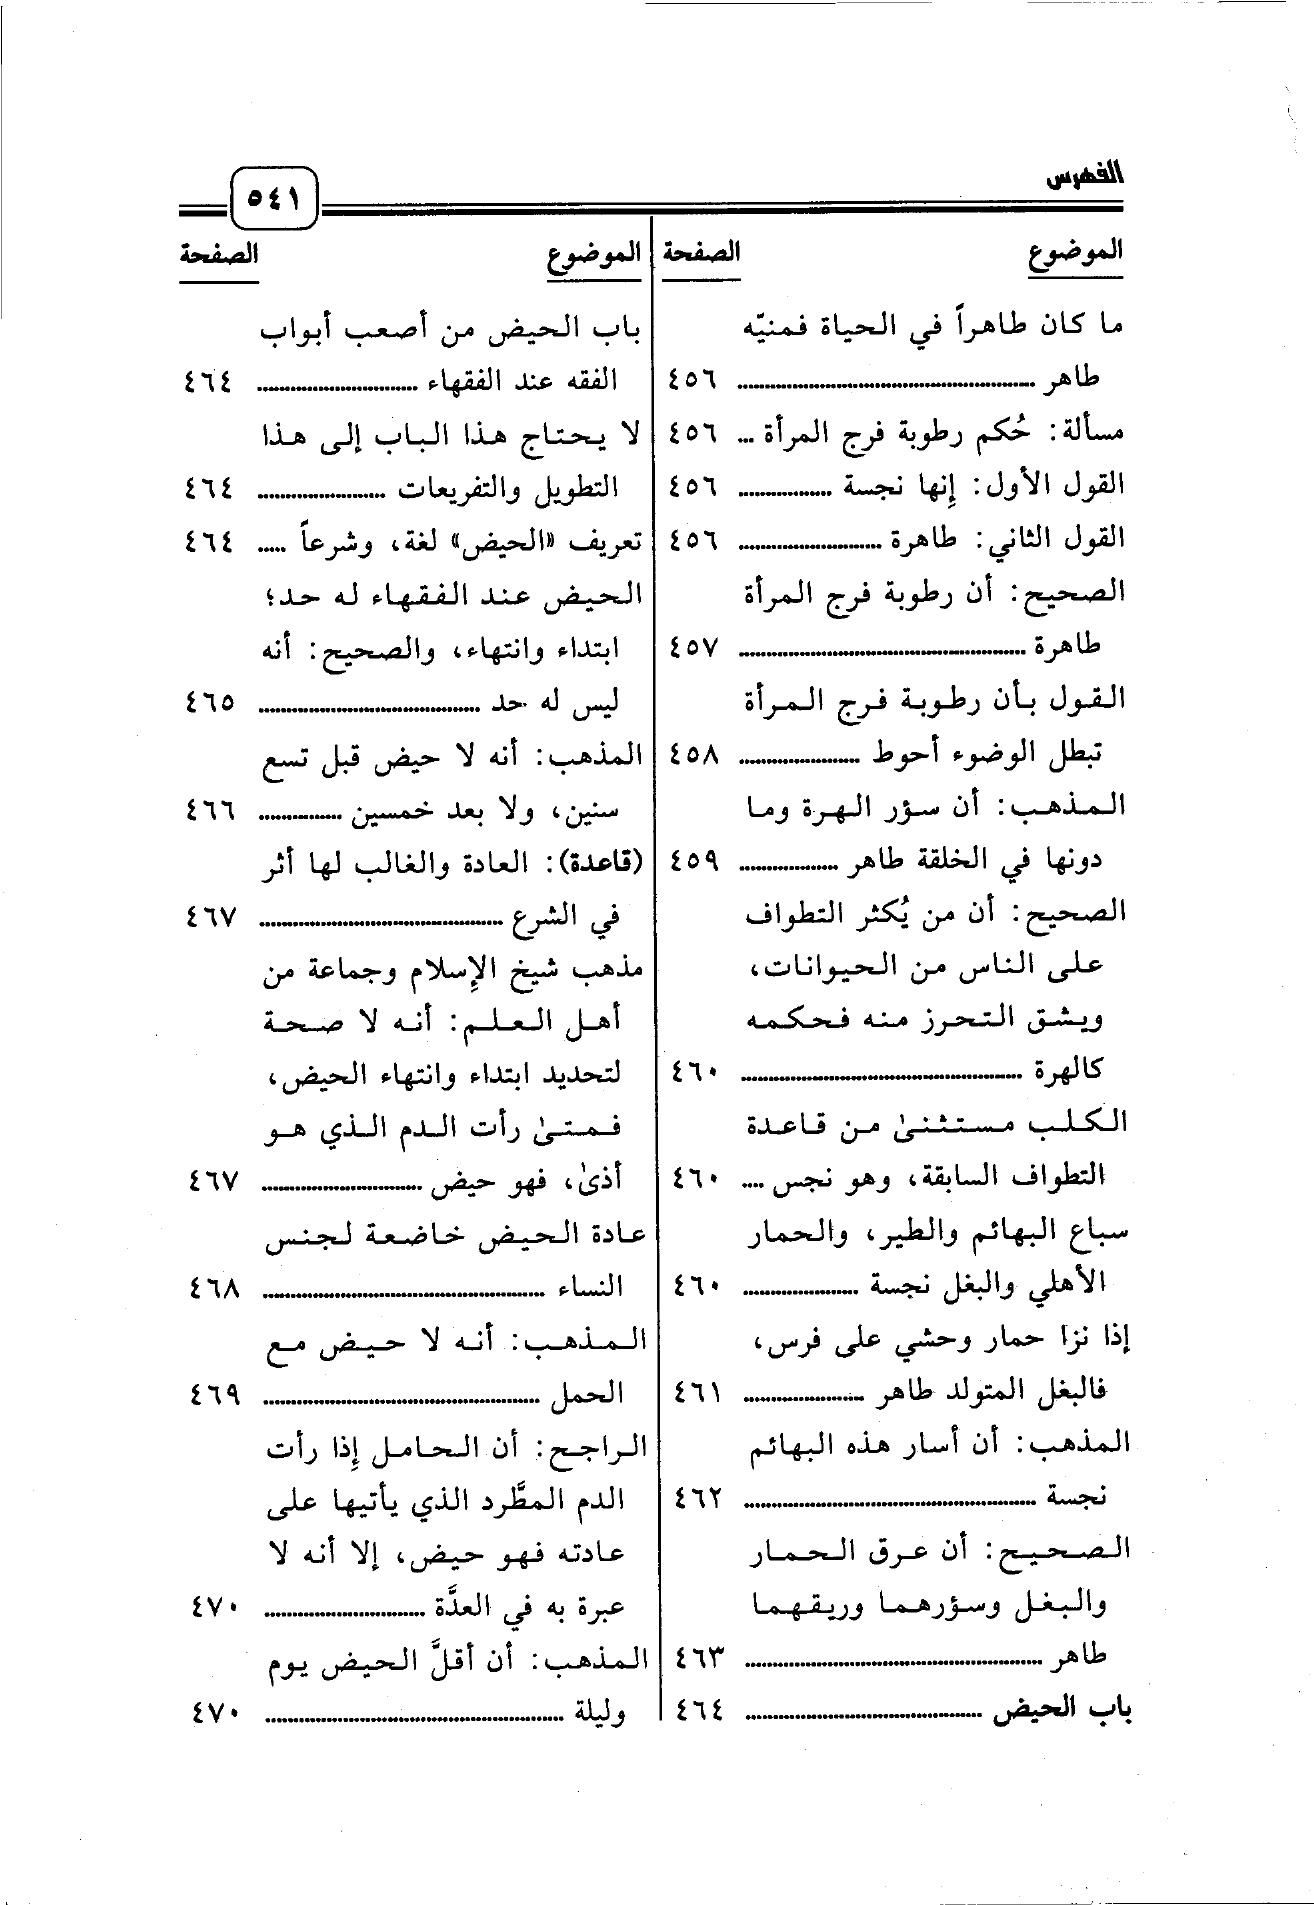 الفهرس
٥٤١
الموضوع الصفحة
ما كان طاهراً في الحياة فمنيّه
طاهر ........ ٤٥٦
مسألة: حُكم رطوبة فرج المرأة ... ٤٥٦
القول الأول: إنها نجسة ........ ٤٥٦
القول الثاني: طاهرة ........ ٤٥٦
الصحيح: أن رطوبة فرج المرأة
طاهرة ........ ٤٥٧
القول بأن رطوبة فرج المرأة
تبطل الوضوء أحوط ........ ٤٥٨
المذهب: أن سؤر الهرة وما
دونها في الخلقة طاهر ........ ٤٥٩
الصحيح: أن من يُكثر التطواف
على الناس من الحيوانات،
ويشق التحرز منه فحكمه
كالهرة ........ ٤٦٠
الكلب مستثنىٰ من قاعدة
التطواف السابقة، وهو نجس .... ٤٦٠
سباع البهائم والطير، والحمار
الأهلي والبغل نجسة ........ ٤٦٠
إذا نزا حمار وحشي على فرس،
فالبغل المتولد طاهر ........ ٤٦١
المذهب: أن أسار هذه البهائم
نجسة ........ ٤٦٢
الصحيح: أن عرق الحمار
والبغل وسؤرهما وريقهما
طاهر ........ ٤٦٣
باب الحيض ........ ٤٦٤
الموضوع الصفحة
باب الحيض من أصعب أبواب
الفقه عند الفقهاء ........ ٤٦٤
لا يحتاج هذا الباب إلى هذا
التطويل والتفريعات ........ ٤٦٤
تعريف «الحيض» لغة، وشرعاً ..... ٤٦٤
الحيض عند الفقهاء له حد؛
ابتداء وانتهاء، والصحيح: أنه
ليس له حد ........ ٤٦٥
المذهب: أنه لا حيض قبل تسع
سنين، ولا بعد خمسين ........ ٤٦٦
(قاعدة): العادة والغالب لها أثر
في الشرع ........ ٤٦٧
مذهب شيخ الإسلام وجماعة من
أهل العلم: أنه لا صحة
لتحديد ابتداء وانتهاء الحيض،
فمتىٰ رأت الدم الذي هو
أذىٰ، فهو حيض ........ ٤٦٧
عادة الحيض خاضعة لجنس
النساء ........ ٤٦٨
المذهب: أنه لا حيض مع
الحمل ........ ٤٦٩
الراجح: أن الحامل إذا رأت
الدم المطَّرد الذي يأتيها على
عادته فهو حيض، إلا أنه لا
عبرة به في العدَّة ........ ٤٧٠
المذهب: أن أقلَّ الحيض يوم
وليلة ........ ٤٧٠